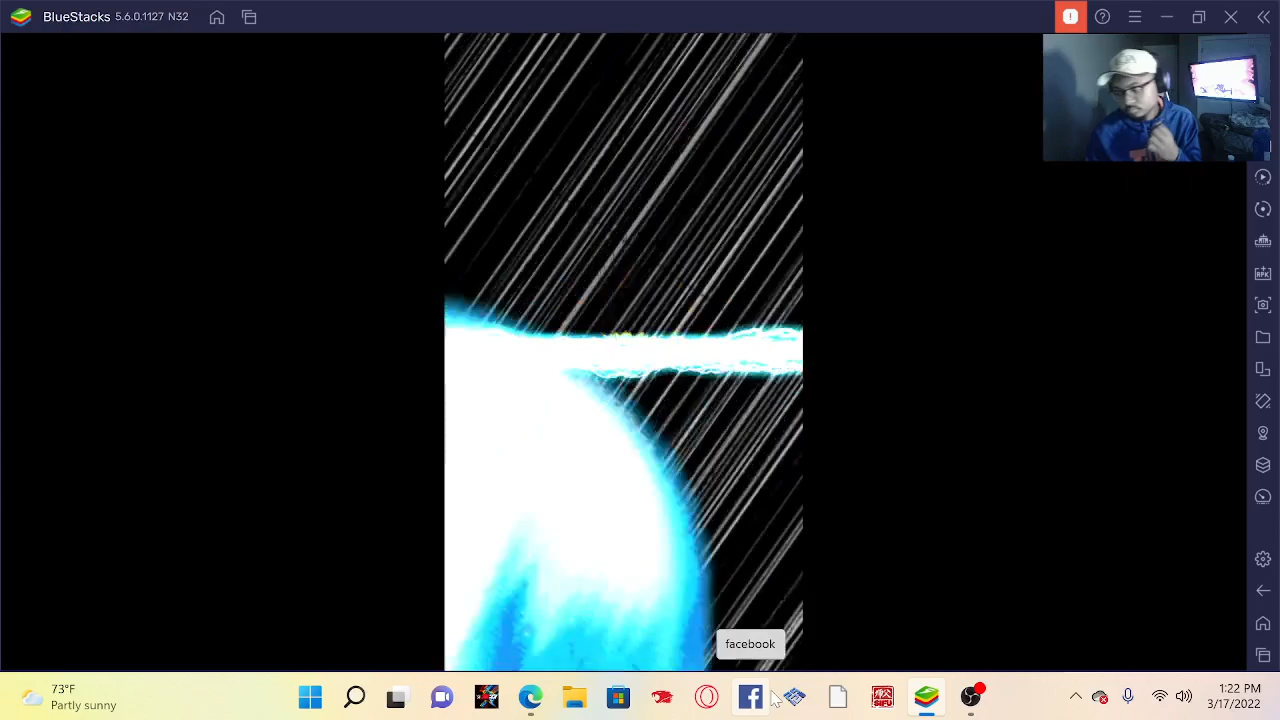 BlueStacks 5.6.0.1127 N32
facebook
73°F
Partly sunny
1:22 PM
3/17/2022